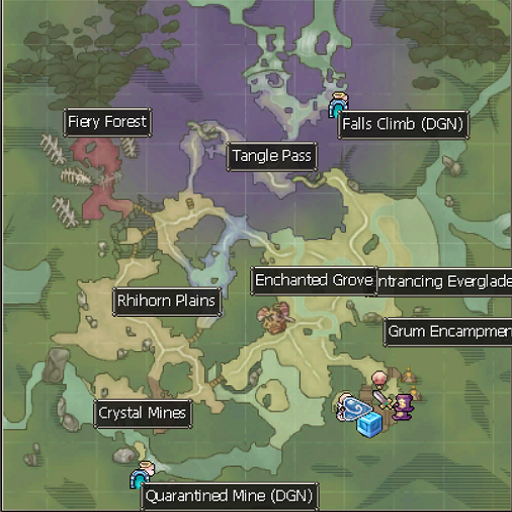 Fiery Forest
Falls Climb (DGN)
Tangle Pass
Enchanted Grove
ntrancing Everglade
Rhihorn Plains
Grum Encampmen
Crystal Mines
Quarantined Mine (DGN)